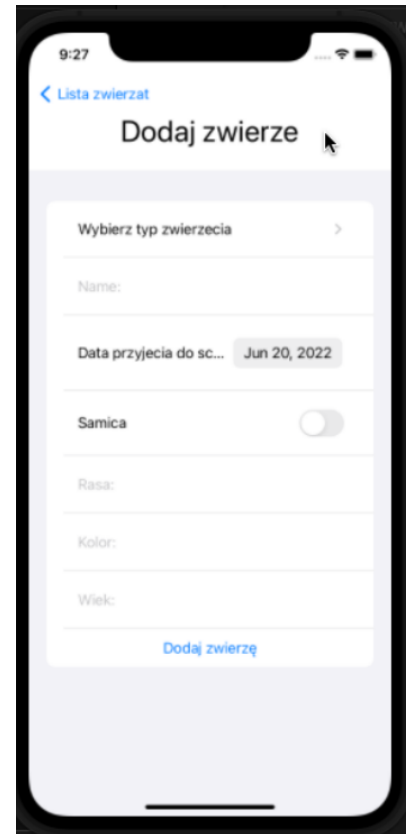 9:27
Lista zwierzat
Dodaj zwierze
Wybierz typ zwierzecia
Name:
Data przyjecia do sc... Jun 20, 2022
Samica
Rasa:
Kolor:
Wiek:
Dodaj zwierzę